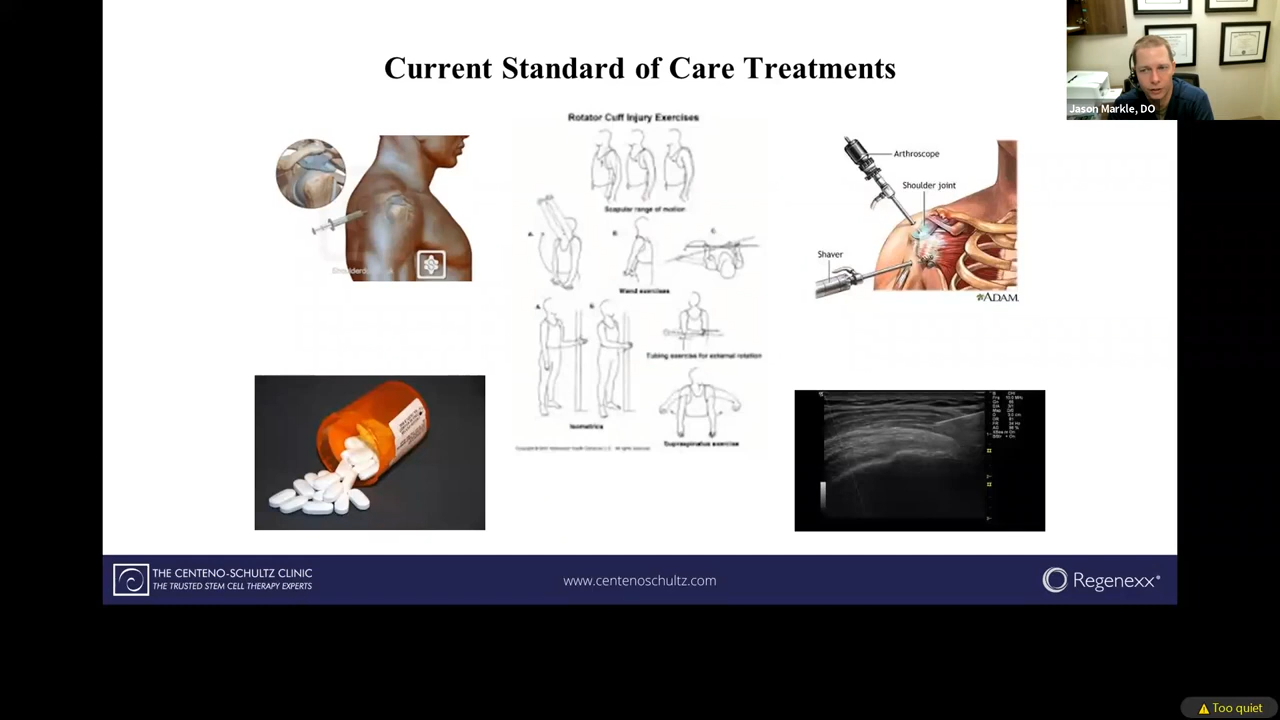 Current Standard of Care Treatments
Jason Markle, DO
Rotator Cuff Injury Exercises
Scapular range of motion
A.
B.
C.
Wand exercises
A.
B.
Tubing exercise for external rotation
Isometrics
Supraspinatus exercise
Arthroscope
Shoulder joint
Shaver
ADAM.
THE CENTENO-SCHULTZ CLINIC
THE TRUSTED STEM CELL THERAPY EXPERTS
www.centenoschultz.com
Regenexx
Too quiet